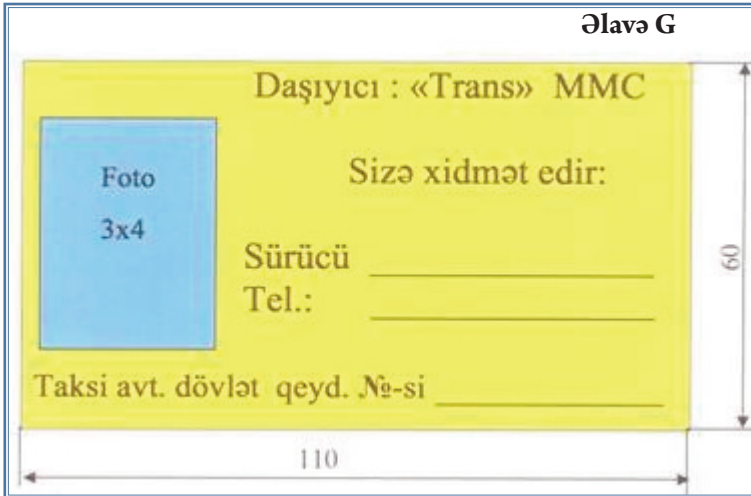 Əlavə G
Daşıyıcı : «Trans» MMC
Foto
3x4
Sizə xidmət edir:
Sürücü
Tel.:
Taksi avt. dövlət qeyd. №-si
60
110